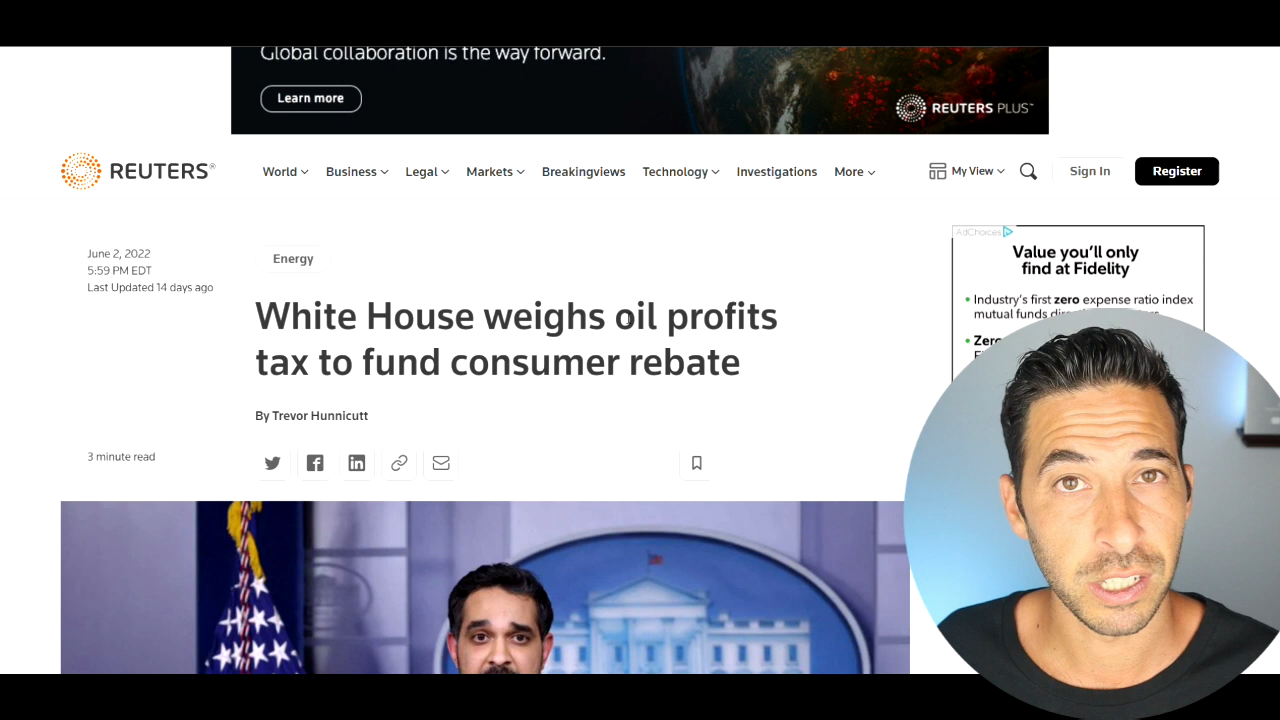 Global collaboration is the way forward.
Learn more
REUTERS PLUS™
REUTERS®
World
Business
Legal
Markets
Breakingviews
Technology
Investigations
More
My View
Sign In
Register
June 2, 2022
5:59 PM EDT
Last Updated 14 days ago
Energy
White House weighs oil profits
tax to fund consumer rebate
By Trevor Hunnicutt
3 minute read
AdChoices
Value you’ll only
find at Fidelity
• Industry’s first zero expense ratio index
mutual funds
• Zero